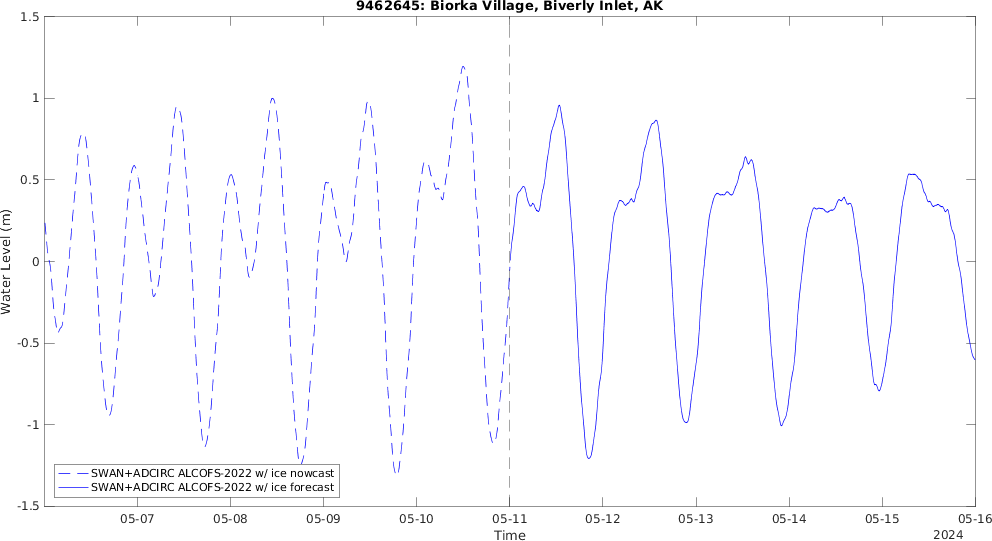 9462645: Biorka Village, Biverly Inlet, AK
1.5
1
0.5
0
-0.5
-1
-1.5
Water Level (m)
SWAN+ADCIRC ALCOFS-2022 w/ ice nowcast
SWAN+ADCIRC ALCOFS-2022 w/ ice forecast
05-07 05-08 05-09 05-10 05-11 05-12 05-13 05-14 05-15 05-16
Time
2024